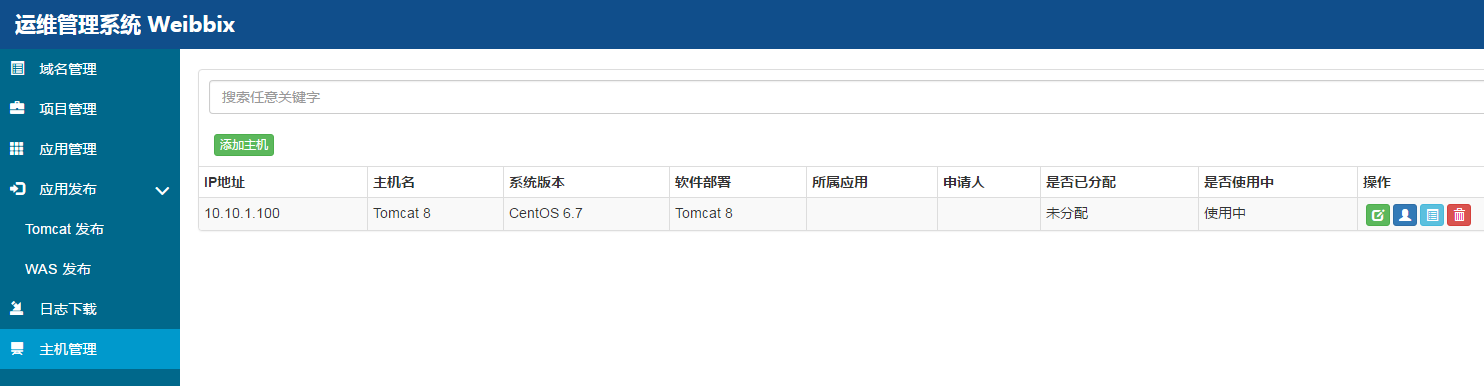 运维管理系统 Weibbix
域名管理
项目管理
应用管理
应用发布
Tomcat 发布
WAS 发布
日志下载
主机管理
搜索任意关键字
添加主机
IP地址 主机名 系统版本 软件部署 所属应用 申请人 是否已分配 是否使用中 操作
10.10.1.100 Tomcat 8 CentOS 6.7 Tomcat 8 未分配 使用中